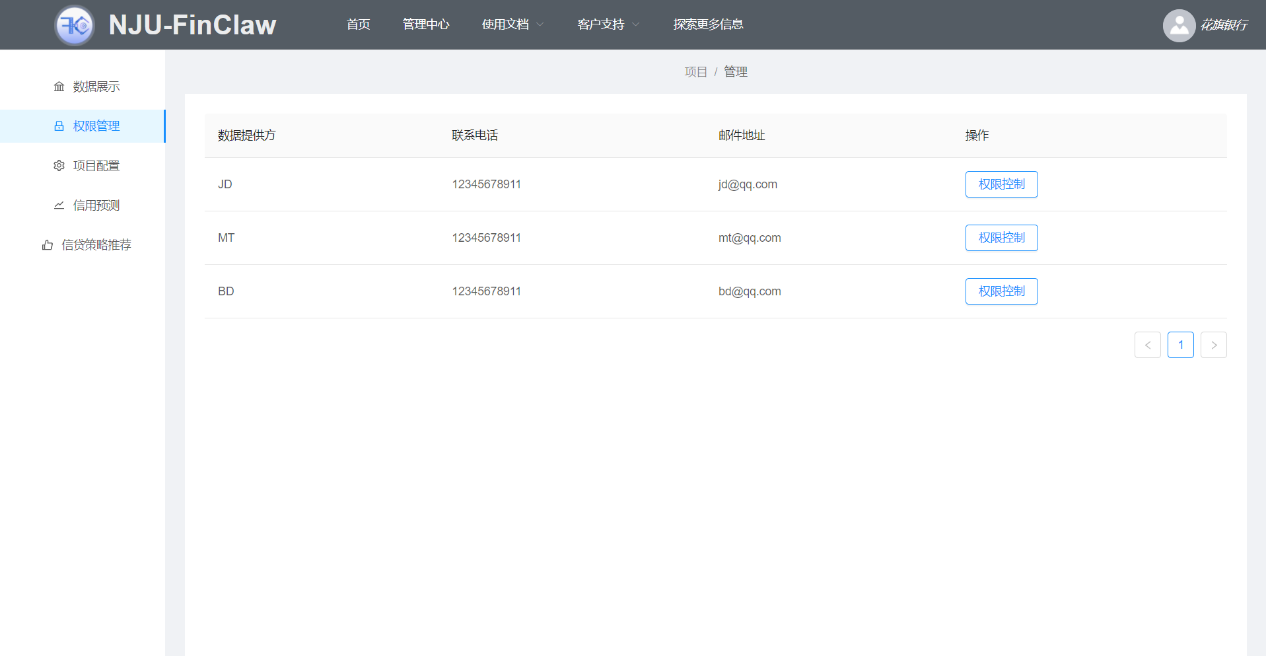 NJU-FinClaw 首页 管理中心 使用文档 客户支持 探索更多信息 花旗银行
项目 / 管理
数据展示
权限管理
项目配置
信用预测
信贷策略推荐
数据提供方 联系电话 邮件地址 操作
JD 12345678911 jd@qq.com 权限控制
MT 12345678911 mt@qq.com 权限控制
BD 12345678911 bd@qq.com 权限控制
< 1 >